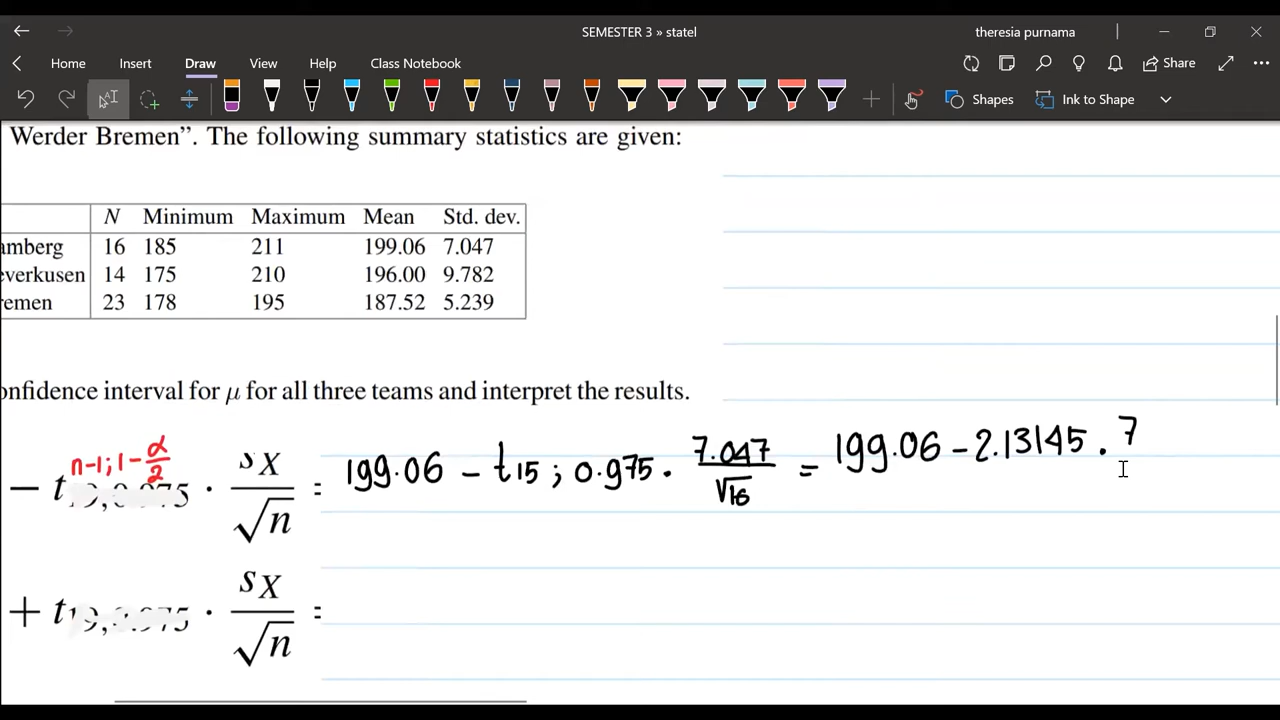 SEMESTER 3 » statel
theresia purnama
Home Insert Draw View Help Class Notebook Share
Shapes Ink to Shape
Werder Bremen”. The following summary statistics are given:
N Minimum Maximum Mean Std. dev.
amberg 16 185 211 199.06 7.047
everkusen 14 175 210 196.00 9.782
remen 23 178 195 187.52 5.239
onfidence interval for μ for all three teams and interpret the results.
n-1; 1 - α/2
− t · sX/√n = 199.06 - t15; 0.975 · 7.047/√16 = 199.06 - 2.13145 · 7
+ t · sX/√n =